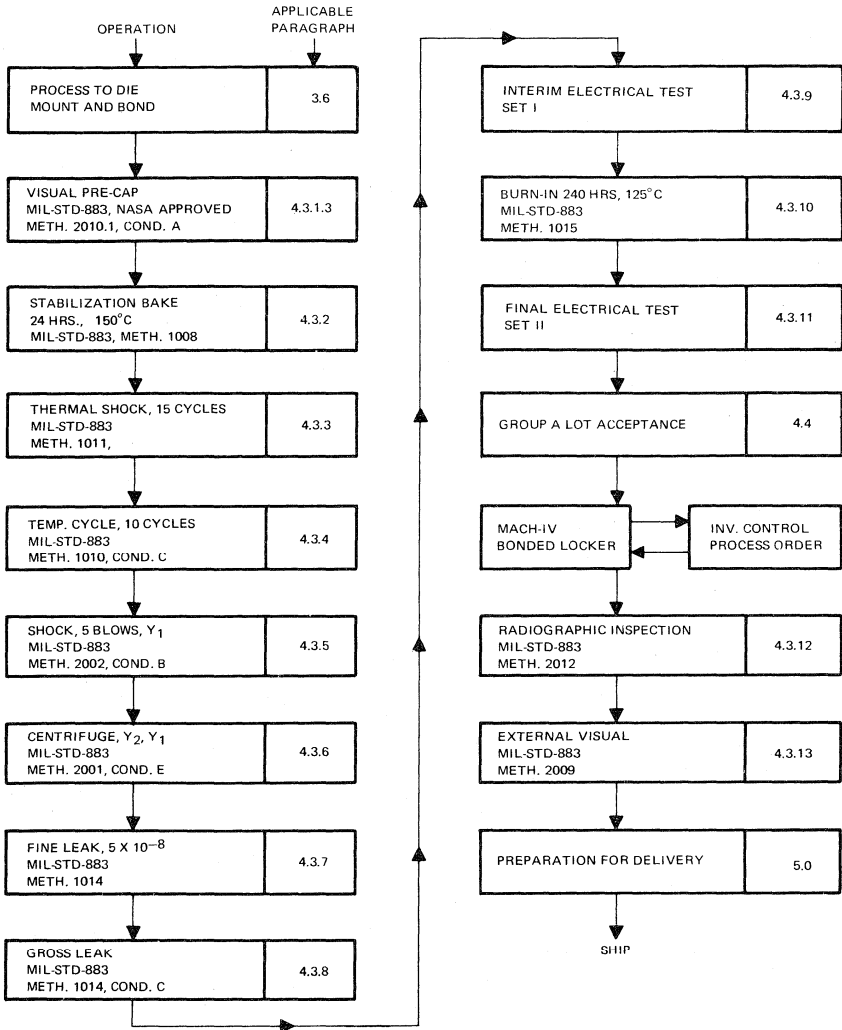 OPERATION
APPLICABLE
PARAGRAPH
PROCESS TO DIE
MOUNT AND BOND
3.6
VISUAL PRE-CAP
MIL-STD-883, NASA APPROVED
METH. 2010.1, COND. A
4.3.1.3
STABILIZATION BAKE
24 HRS., 150°C
MIL-STD-883, METH. 1008
4.3.2
THERMAL SHOCK, 15 CYCLES
MIL-STD-883
METH. 1011,
4.3.3
TEMP. CYCLE, 10 CYCLES
MIL-STD-883
METH. 1010, COND. C
4.3.4
SHOCK, 5 BLOWS, Y₁
MIL-STD-883
METH. 2002, COND. B
4.3.5
CENTRIFUGE, Y₂, Y₁
MIL-STD-883
METH. 2001, COND. E
4.3.6
FINE LEAK, 5 X 10⁻⁸
MIL-STD-883
METH. 1014
4.3.7
GROSS LEAK
MIL-STD-883
METH. 1014, COND. C
4.3.8
INTERIM ELECTRICAL TEST
SET I
4.3.9
BURN-IN 240 HRS, 125°C
MIL-STD-883
METH. 1015
4.3.10
FINAL ELECTRICAL TEST
SET II
4.3.11
GROUP A LOT ACCEPTANCE
4.4
MACH-IV
BONDED LOCKER
INV. CONTROL
PROCESS ORDER
RADIOGRAPHIC INSPECTION
MIL-STD-883
METH. 2012
4.3.12
EXTERNAL VISUAL
MIL-STD-883
METH. 2009
4.3.13
PREPARATION FOR DELIVERY
5.0
SHIP